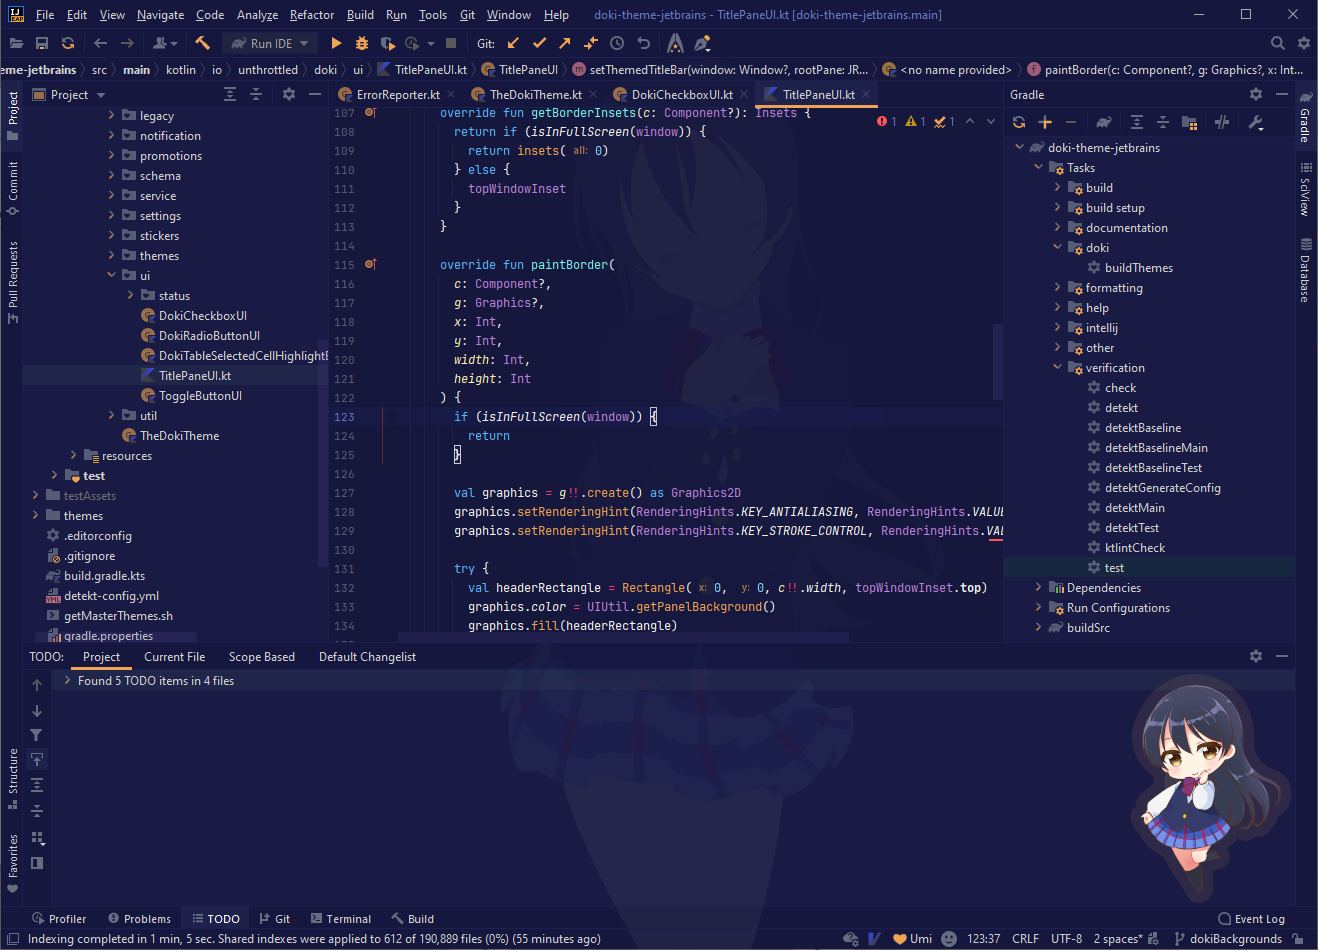 File Edit View Navigate Code Analyze Refactor Build Run Tools Git Window Help doki-theme-jetbrains - TitlePaneUI.kt [doki-theme-jetbrains.main]
Run IDE Git:
eme-jetbrains src main kotlin io unthrottled doki ui TitlePaneUI.kt TitlePaneUI setThemedTitleBar(window: Window?, rootPane: JR... <no name provided> paintBorder(c: Component?, g: Graphics?, x: Int...
Project
ErrorReporter.kt TheDokiTheme.kt DokiCheckboxUI.kt TitlePaneUI.kt
Gradle
Project
Commit
Pull Requests
Structure
Favorites
legacy
notification
promotions
schema
service
settings
stickers
themes
ui
status
DokiCheckboxUI
DokiRadioButtonUI
DokiTableSelectedCellHighlightE
TitlePaneUI.kt
ToggleButtonUI
util
TheDokiTheme
resources
test
testAssets
themes
.editorconfig
.gitignore
build.gradle.kts
detekt-config.yml
getMasterThemes.sh
gradle.properties
1 1 1
107 override fun getBorderInsets(c: Component?): Insets {
108 return if (isInFullScreen(window)) {
109 return insets( all: 0)
110 } else {
111 topWindowInset
112 }
113 }
114
115 override fun paintBorder(
116 c: Component?,
117 g: Graphics?,
118 x: Int,
119 y: Int,
120 width: Int,
121 height: Int
122 ) {
123 if (isInFullScreen(window)) {
124 return
125 }
126
127 val graphics = g!!.create() as Graphics2D
128 graphics.setRenderingHint(RenderingHints.KEY_ANTIALIASING, RenderingHints.VALUE
129 graphics.setRenderingHint(RenderingHints.KEY_STROKE_CONTROL, RenderingHints.VAL
130
131 try {
132 val headerRectangle = Rectangle( x: 0, y: 0, c!!.width, topWindowInset.top)
133 graphics.color = UIUtil.getPanelBackground()
134 graphics.fill(headerRectangle)
doki-theme-jetbrains
Tasks
build
build setup
documentation
doki
buildThemes
formatting
help
intellij
other
verification
check
detekt
detektBaseline
detektBaselineMain
detektBaselineTest
detektGenerateConfig
detektMain
detektTest
ktlintCheck
test
Dependencies
Run Configurations
buildSrc
Gradle
SciView
Database
TODO: Project Current File Scope Based Default Changelist
Found 5 TODO items in 4 files
Profiler Problems TODO Git Terminal Build Event Log
Indexing completed in 1 min, 5 sec. Shared indexes were applied to 612 of 190,889 files (0%) (55 minutes ago) Umi 123:37 CRLF UTF-8 2 spaces* dokiBackgrounds